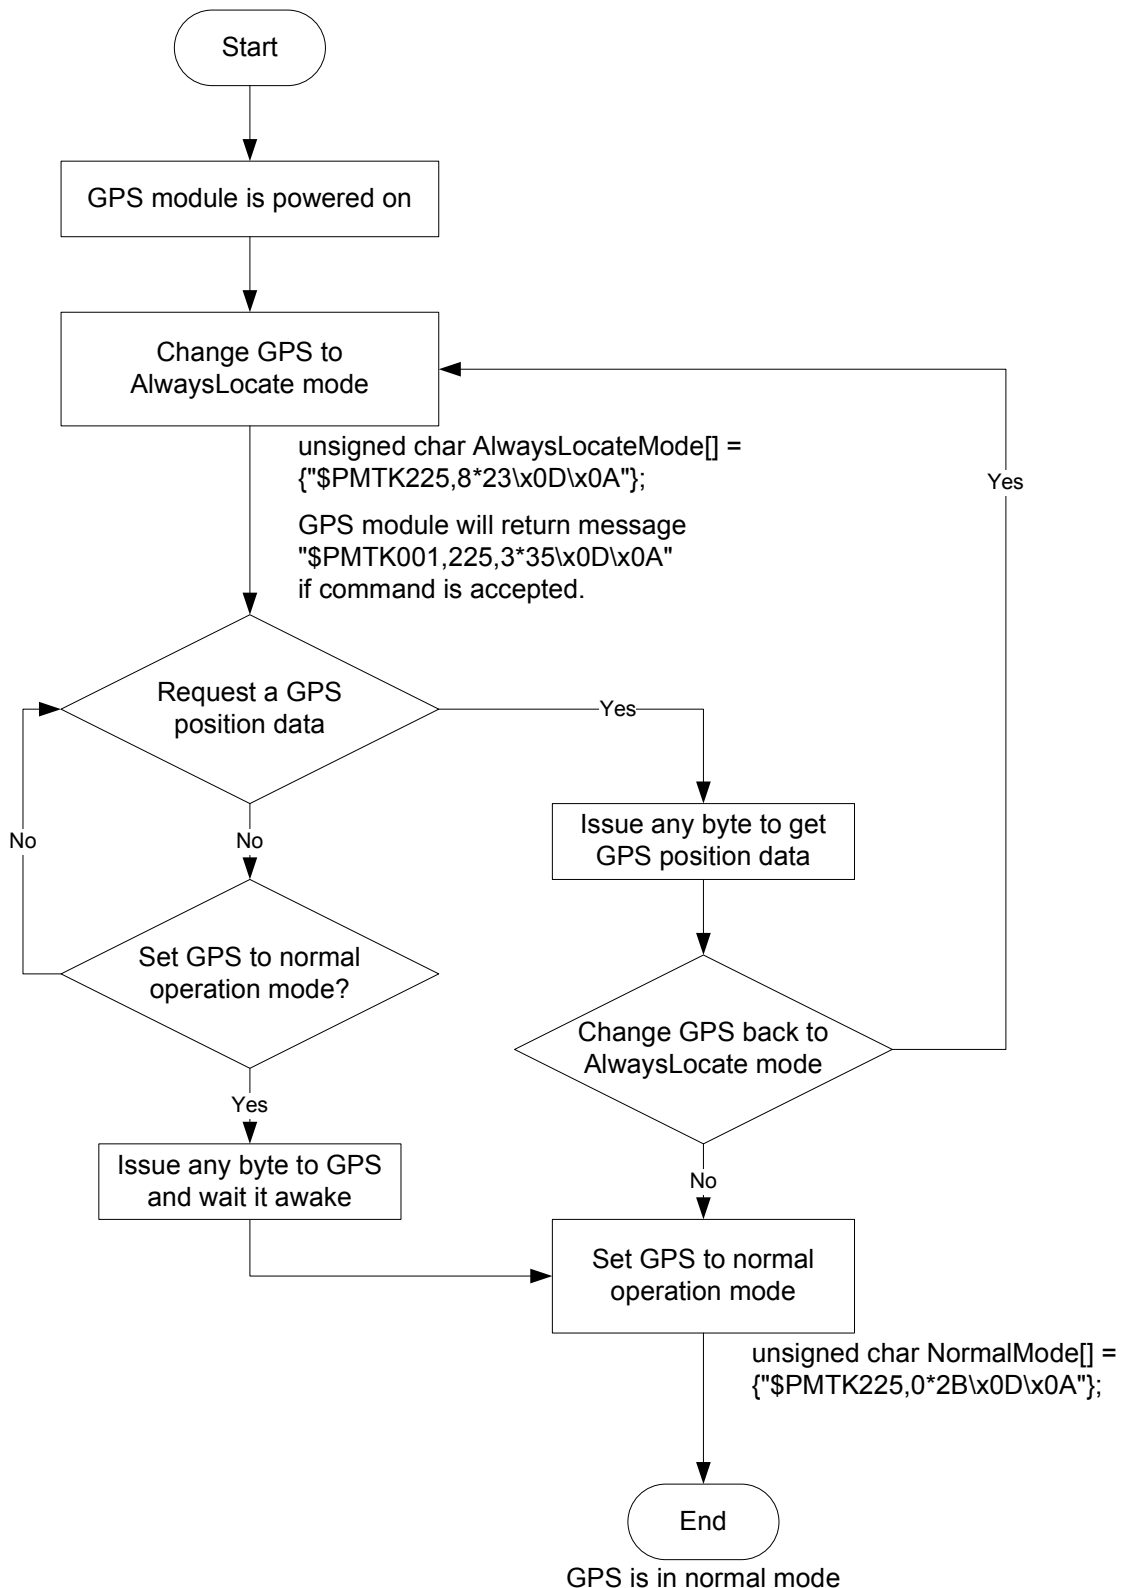 Start
GPS module is powered on
Change GPS to
AlwaysLocate mode
unsigned char AlwaysLocateMode[] =
{"$PMTK225,8*23\x0D\x0A"};
GPS module will return message
"$PMTK001,225,3*35\x0D\x0A"
if command is accepted.
Yes
Request a GPS
position data
Yes
No
No
Issue any byte to get
GPS position data
Set GPS to normal
operation mode?
Change GPS back to
AlwaysLocate mode
Yes
Issue any byte to GPS
and wait it awake
No
Set GPS to normal
operation mode
unsigned char NormalMode[] =
{"$PMTK225,0*2B\x0D\x0A"};
End
GPS is in normal mode